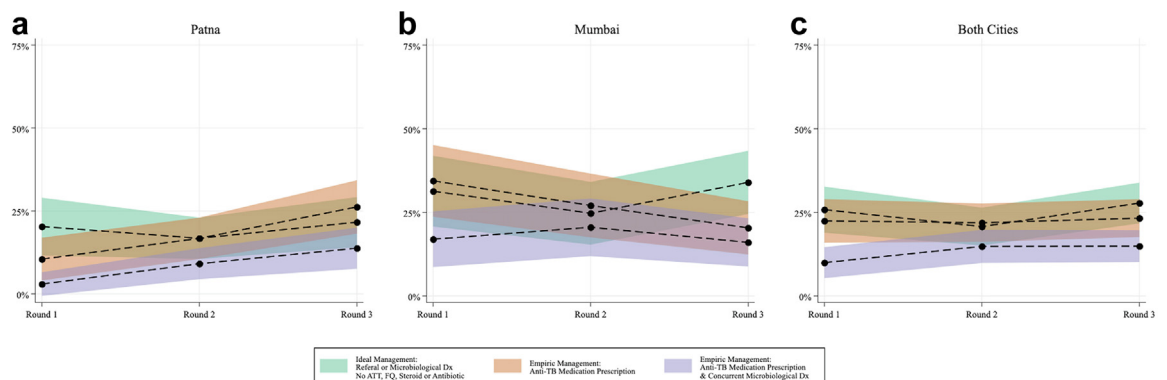 a
Patna
75%
50%
25%
0%
Round 1
Round 2
Round 3
b
Mumbai
75%
50%
25%
0%
Round 1
Round 2
Round 3
c
Both Cities
75%
50%
25%
0%
Round 1
Round 2
Round 3
Ideal Management:
Referal or Microbiological Dx
No ATT, FQ, Steroid or Antibiotic
Empiric Management:
Anti-TB Medication Prescription
Empiric Management:
Anti-TB Medication Prescription
& Concurrent Microbiological Dx